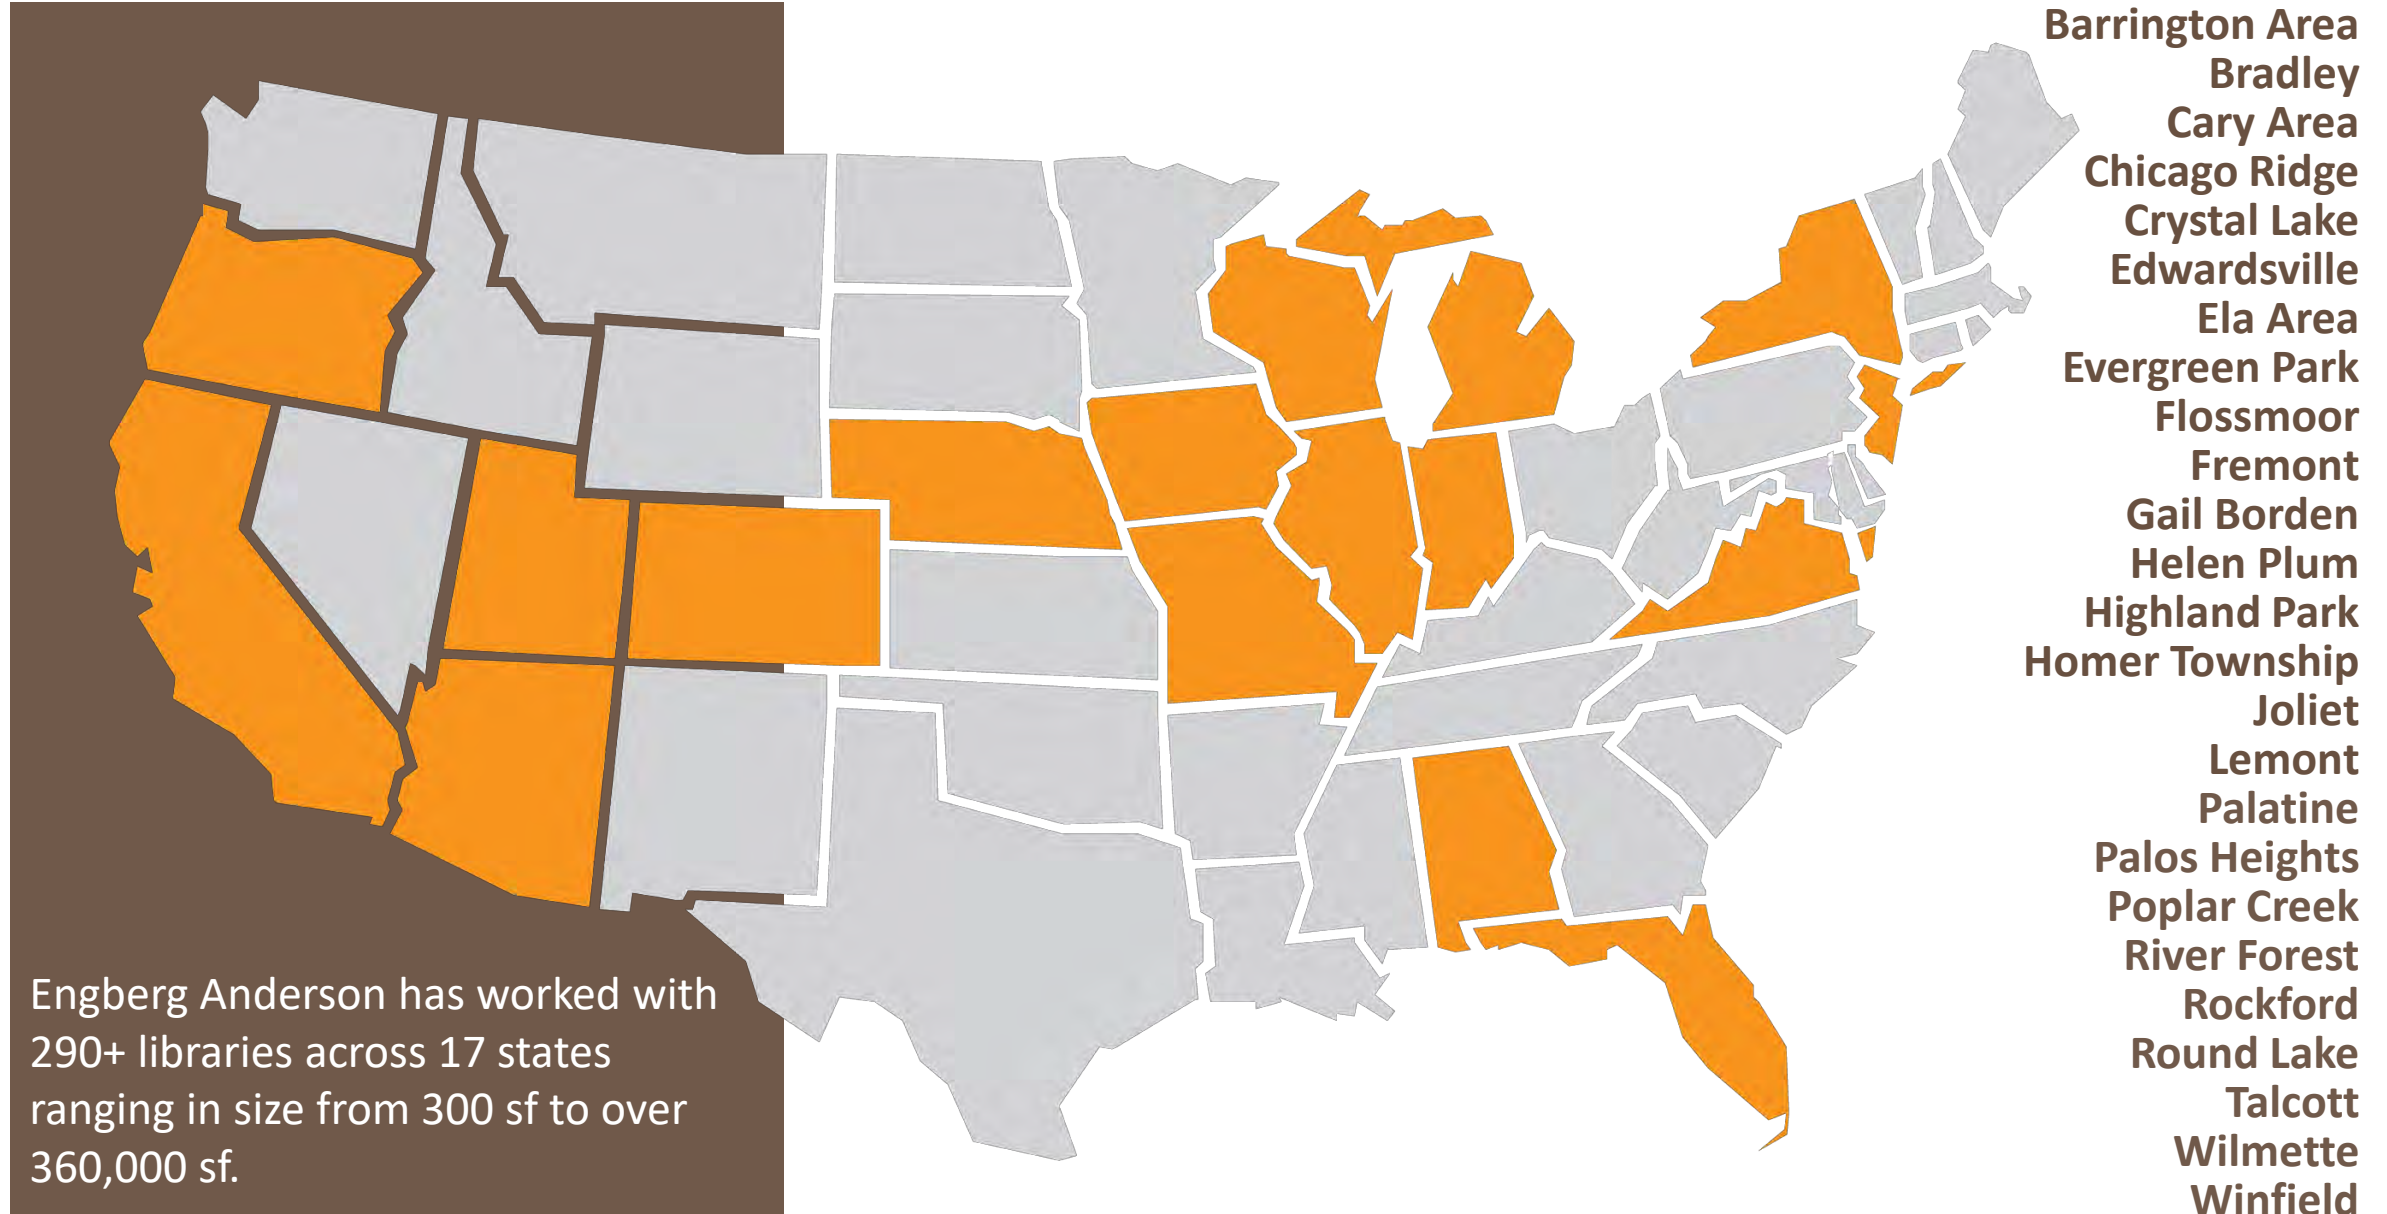 Engberg Anderson has worked with
290+ libraries across 17 states
ranging in size from 300 sf to over
360,000 sf.
Barrington Area
Bradley
Cary Area
Chicago Ridge
Crystal Lake
Edwardsville
Ela Area
Evergreen Park
Flossmoor
Fremont
Gail Borden
Helen Plum
Highland Park
Homer Township
Joliet
Lemont
Palatine
Palos Heights
Poplar Creek
River Forest
Rockford
Round Lake
Talcott
Wilmette
Winfield